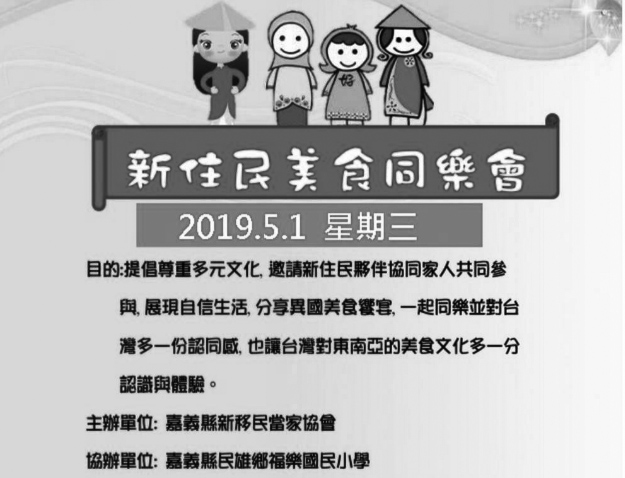 好
新住民美食同樂會
2019.5.1 星期三
目的:提倡尊重多元文化, 邀請新住民夥伴協同家人共同參
與, 展現自信生活, 分享異國美食饗宴, 一起同樂並對台
灣多一份認同感, 也讓台灣對東南亞的美食文化多一分
認識與體驗。
主辦單位: 嘉義縣新移民當家協會
協辦單位: 嘉義縣民雄鄉福樂國民小學